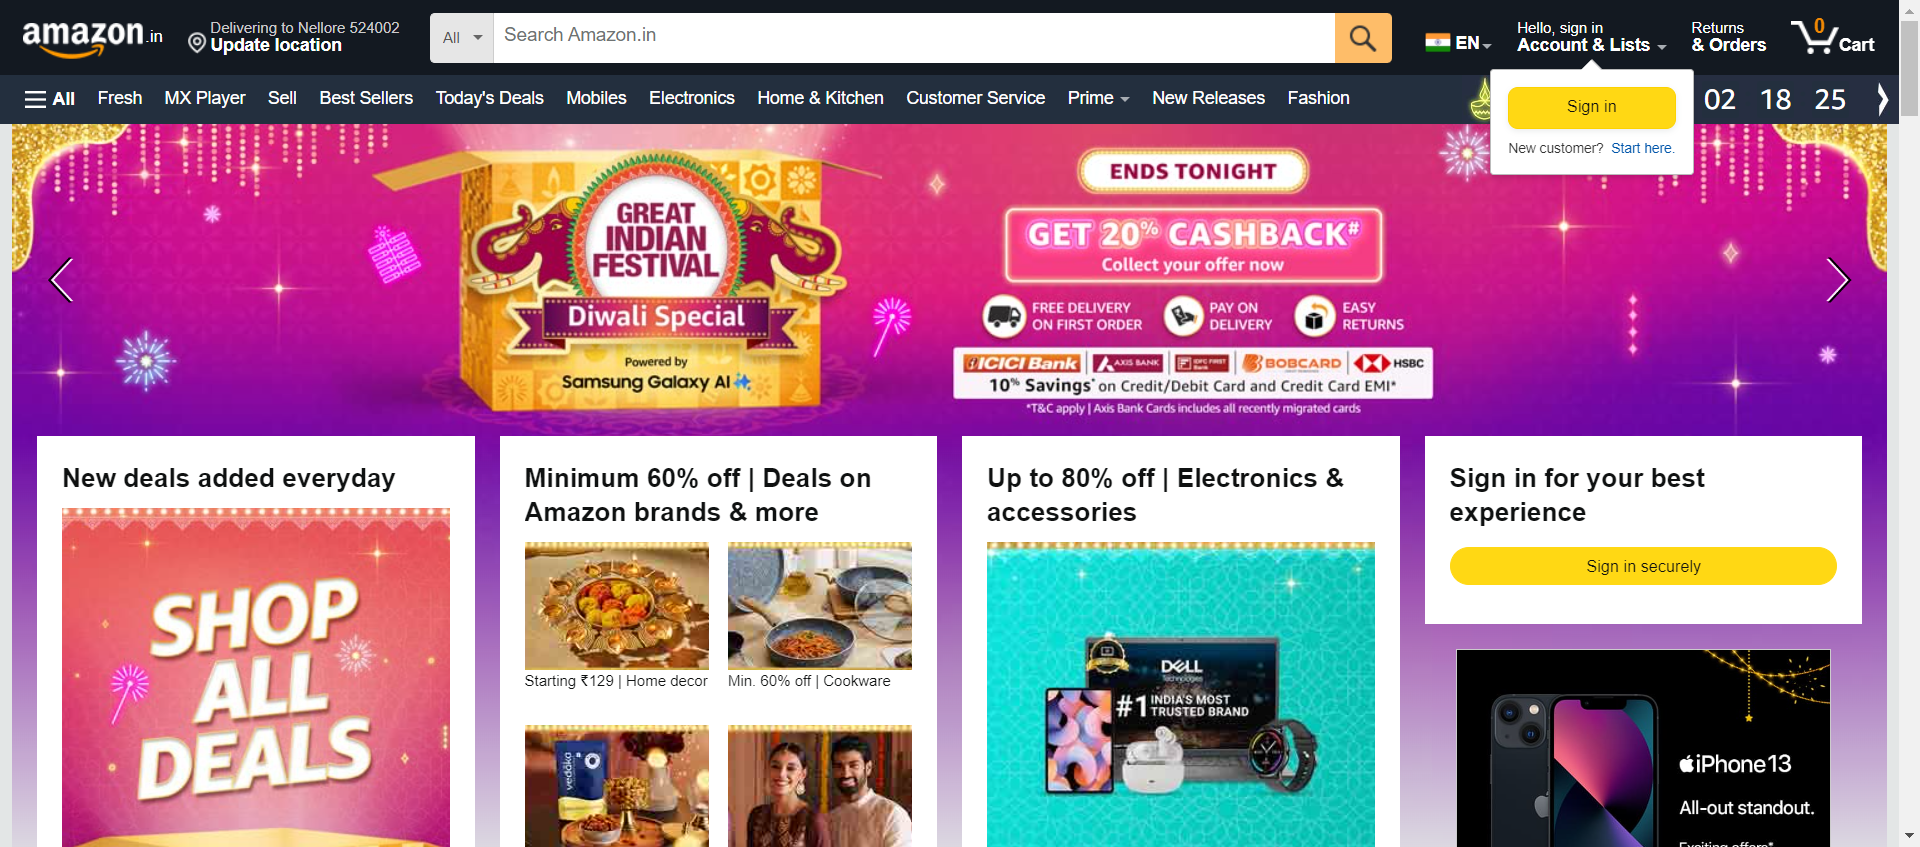 amazon.in
Delivering to Nellore 524002
Update location
All
Search Amazon.in
EN
Hello, sign in
Account & Lists
Returns
& Orders
0
Cart
All
Fresh
MX Player
Sell
Best Sellers
Today's Deals
Mobiles
Electronics
Home & Kitchen
Customer Service
Prime
New Releases
Fashion
02 18 25
Sign in
New customer? Start here.
GREAT
INDIAN
FESTIVAL
Diwali Special
Powered by
Samsung Galaxy AI
ENDS TONIGHT
GET 20% CASHBACK#
Collect your offer now
FREE DELIVERY
ON FIRST ORDER
PAY ON
DELIVERY
EASY
RETURNS
ICICI Bank
AXIS BANK
IDFC FIRST
Bank
BOBCARD
HSBC
10% Savings* on Credit/Debit Card and Credit Card EMI*
*T&C apply | Axis Bank Cards includes all recently migrated cards
New deals added everyday
SHOP
ALL
DEALS
Minimum 60% off | Deals on
Amazon brands & more
Starting ₹129 | Home decor
Min. 60% off | Cookware
vedaka
Up to 80% off | Electronics &
accessories
DELL
Technologies
#1 INDIA'S MOST
TRUSTED BRAND
Sign in for your best
experience
Sign in securely
iPhone 13
All-out standout.
Exciting offers*